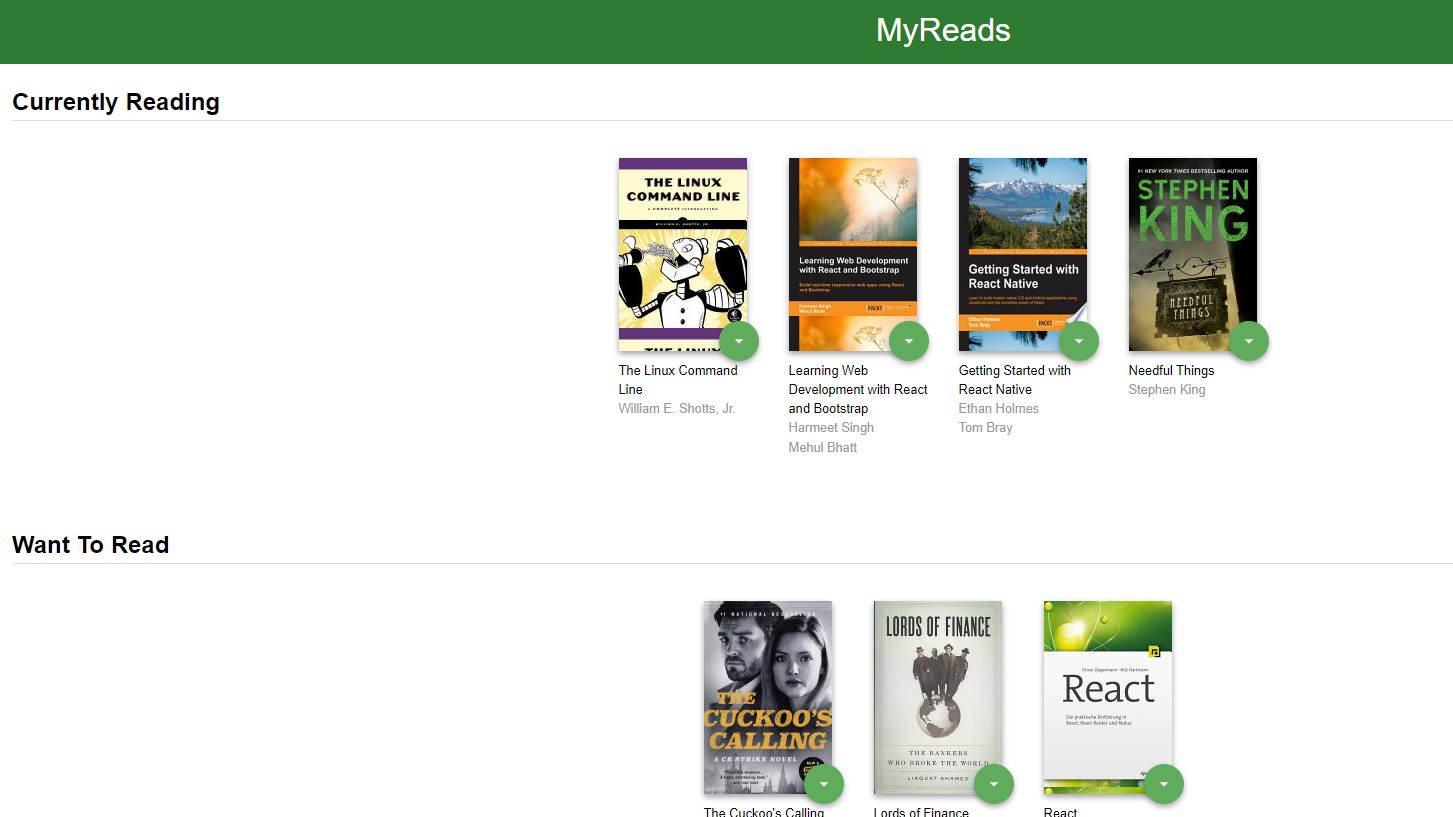 MyReads
Currently Reading
THE LINUX
COMMAND LINE
A COMPLETE INTRODUCTION
WILLIAM E. SHOTTS, JR.
THE LINUX
Learning Web Development
with React and Bootstrap
Build real-time responsive web apps using React
and Bootstrap
Harmeet Singh
Mehul Bhatt
PACKT
Getting Started with
React Native
Learn to build modern native iOS and Android applications using
JavaScript and the incredible power of React
Ethan Holmes
Tom Bray
PACKT
#1 NEW YORK TIMES BESTSELLING AUTHOR
STEPHEN
KING
NEEDFUL
THINGS
The Linux Command
Line
William E. Shotts, Jr.
Learning Web
Development with React
and Bootstrap
Harmeet Singh
Mehul Bhatt
Getting Started with
React Native
Ethan Holmes
Tom Bray
Needful Things
Stephen King
Want To Read
#1 NATIONAL BESTSELLER
THE
CUCKOO'S
CALLING
A CB STRIKE NOVEL
LORDS OF FINANCE
THE BANKERS
WHO BROKE THE WORLD
LIAQUAT AHAMED
Oliver Zeigermann · Nils Hartmann
React
Die praktische Einführung in
React, React Router und Redux
The Cuckoo's Calling
Lords of Finance
React